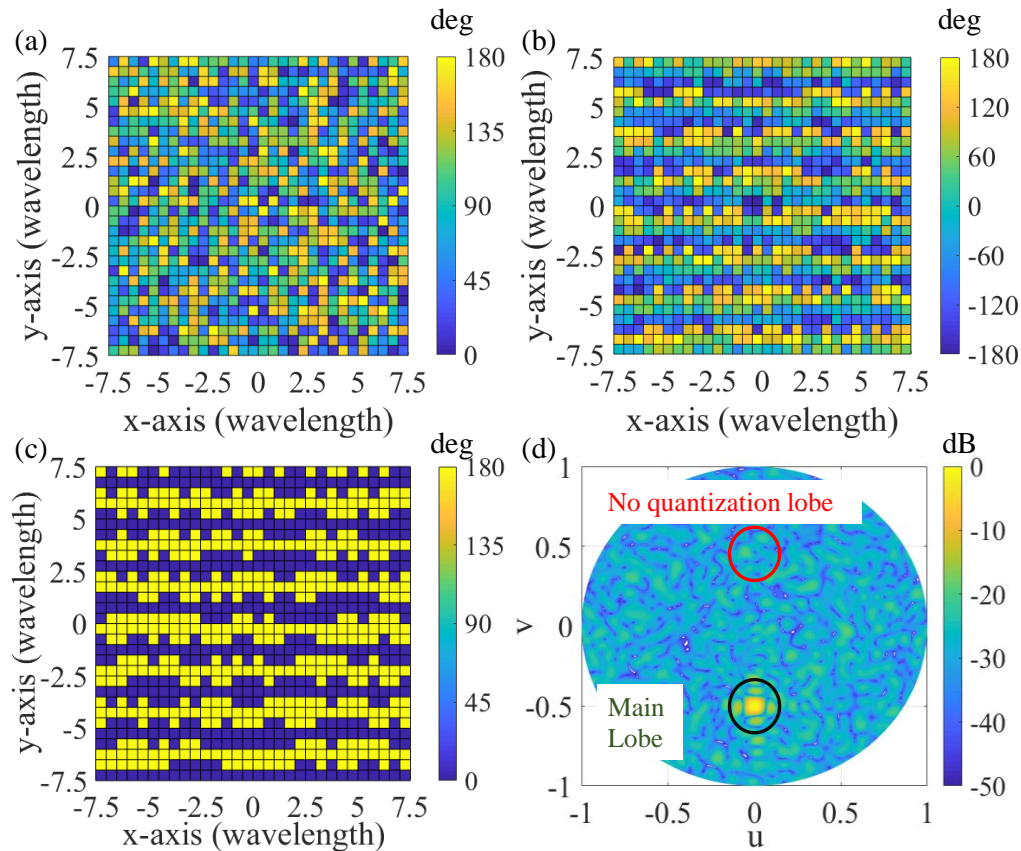 (a)
deg
7.5
5
2.5
0
-2.5
-5
-7.5
y-axis (wavelength)
-7.5 -5 -2.5 0 2.5 5 7.5
x-axis (wavelength)
180
135
90
45
0
(b)
deg
7.5
5
2.5
0
-2.5
-5
-7.5
y-axis (wavelength)
-7.5 -5 -2.5 0 2.5 5 7.5
x-axis (wavelength)
180
120
60
0
-60
-120
-180
(c)
deg
7.5
5
2.5
0
-2.5
-5
-7.5
y-axis (wavelength)
-7.5 -5 -2.5 0 2.5 5 7.5
x-axis (wavelength)
180
135
90
45
0
(d)
dB
1
0.5
0
-0.5
-1
v
No quantization lobe
Main
Lobe
-1 -0.5 0 0.5 1
u
0
-10
-20
-30
-40
-50